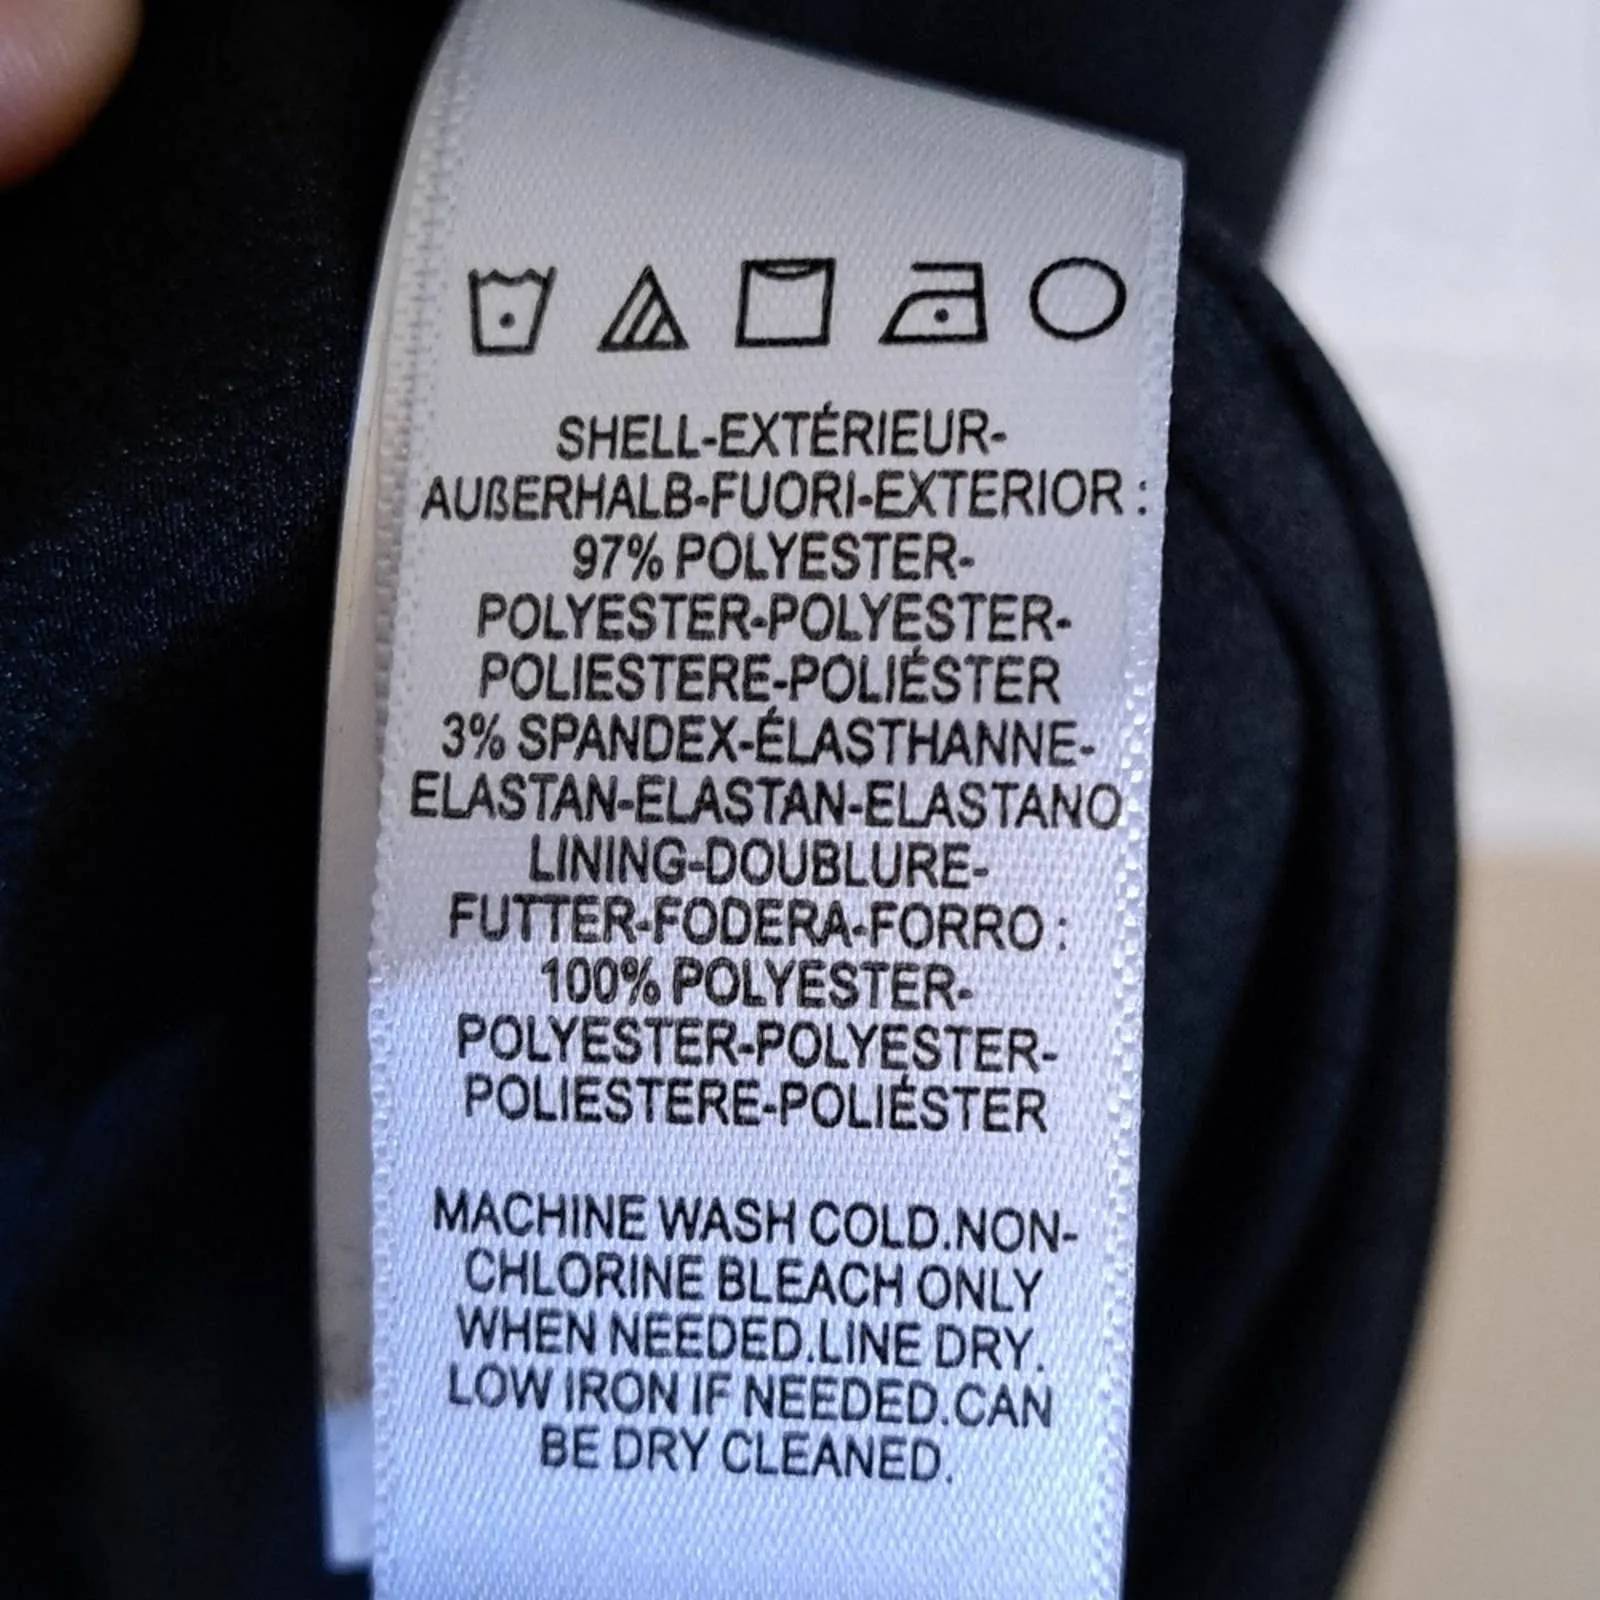 SHELL-EXTÉRIEUR-
AUßERHALB-FUORI-EXTERIOR :
97% POLYESTER-
POLYESTER-POLYESTER-
POLIESTERE-POLIÉSTER
3% SPANDEX-ÉLASTHANNE-
ELASTAN-ELASTAN-ELASTANO
LINING-DOUBLURE-
FUTTER-FODERA-FORRO :
100% POLYESTER-
POLYESTER-POLYESTER-
POLIESTERE-POLIÉSTER
MACHINE WASH COLD.NON-
CHLORINE BLEACH ONLY
WHEN NEEDED.LINE DRY.
LOW IRON IF NEEDED.CAN
BE DRY CLEANED.